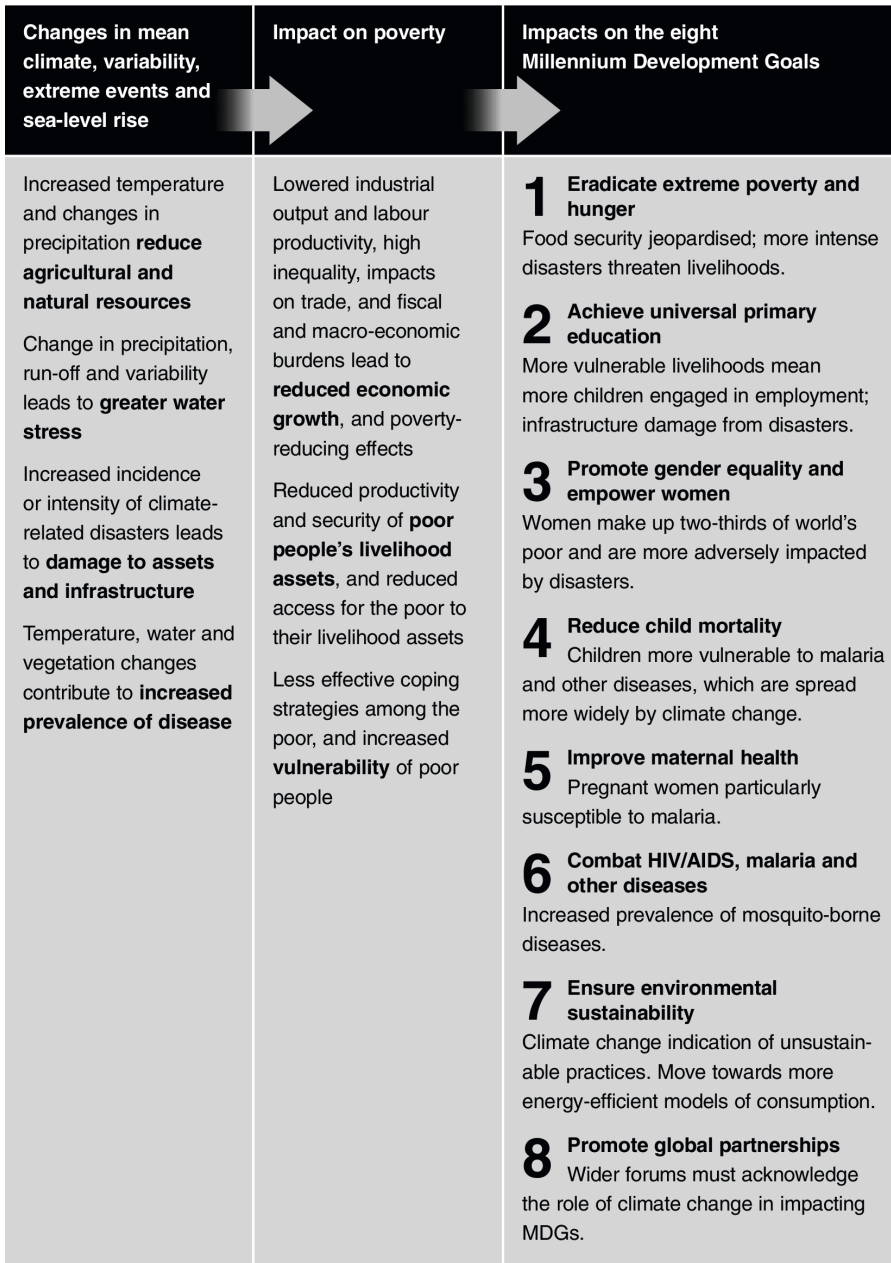 Changes in mean
climate, variability,
extreme events and
sea-level rise
Impact on poverty
Impacts on the eight
Millennium Development Goals
Increased temperature
and changes in
precipitation reduce
agricultural and
natural resources
Change in precipitation,
run-off and variability
leads to greater water
stress
Increased incidence
or intensity of climate-
related disasters leads
to damage to assets
and infrastructure
Temperature, water and
vegetation changes
contribute to increased
prevalence of disease
Lowered industrial
output and labour
productivity, high
inequality, impacts
on trade, and fiscal
and macro-economic
burdens lead to
reduced economic
growth, and poverty-
reducing effects
Reduced productivity
and security of poor
people’s livelihood
assets, and reduced
access for the poor to
their livelihood assets
Less effective coping
strategies among the
poor, and increased
vulnerability of poor
people
1 Eradicate extreme poverty and
hunger
Food security jeopardised; more intense
disasters threaten livelihoods.
2 Achieve universal primary
education
More vulnerable livelihoods mean
more children engaged in employment;
infrastructure damage from disasters.
3 Promote gender equality and
empower women
Women make up two-thirds of world’s
poor and are more adversely impacted
by disasters.
4 Reduce child mortality
Children more vulnerable to malaria
and other diseases, which are spread
more widely by climate change.
5 Improve maternal health
Pregnant women particularly
susceptible to malaria.
6 Combat HIV/AIDS, malaria and
other diseases
Increased prevalence of mosquito-borne
diseases.
7 Ensure environmental
sustainability
Climate change indication of unsustain-
able practices. Move towards more
energy-efficient models of consumption.
8 Promote global partnerships
Wider forums must acknowledge
the role of climate change in impacting
MDGs.